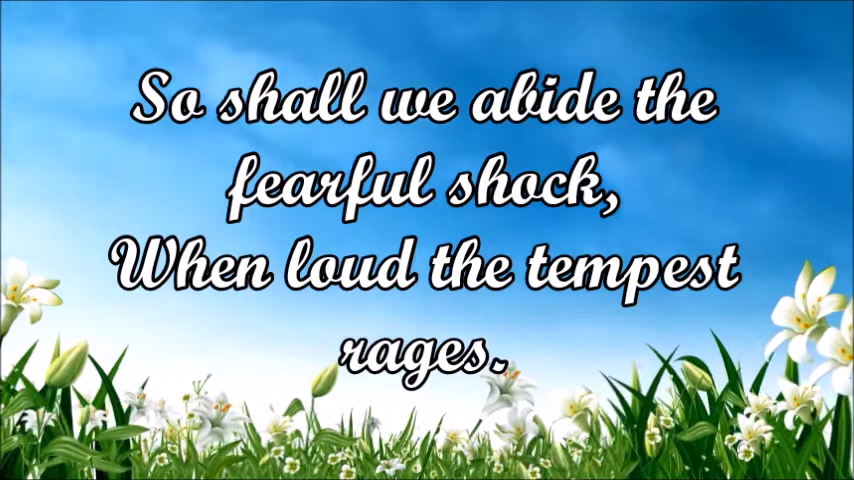 So shall we abide the
fearful shock,
When loud the tempest
rages.